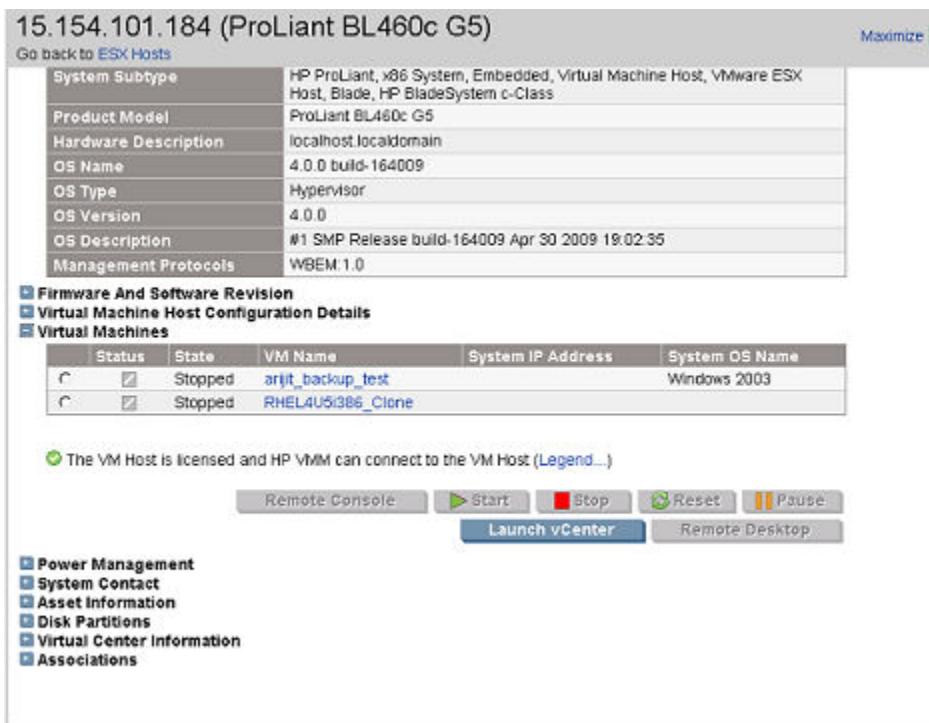 15.154.101.184 (ProLiant BL460c G5)
Maximize
Go back to ESX Hosts
System Subtype HP ProLiant, x86 System, Embedded, Virtual Machine Host, VMware ESX
Host, Blade, HP BladeSystem c-Class
Product Model ProLiant BL460c G5
Hardware Description localhost.localdomain
OS Name 4.0.0 build-164009
OS Type Hypervisor
OS Version 4.0.0
OS Description #1 SMP Release build-164009 Apr 30 2009 19:02:35
Management Protocols WBEM:1.0
Firmware And Software Revision
Virtual Machine Host Configuration Details
Virtual Machines
Status State VM Name System IP Address System OS Name
Stopped arijit_backup_test Windows 2003
Stopped RHEL4U5i386_Clone
The VM Host is licensed and HP VMM can connect to the VM Host (Legend...)
Remote Console Start Stop Reset Pause
Launch vCenter Remote Desktop
Power Management
System Contact
Asset Information
Disk Partitions
Virtual Center Information
Associations